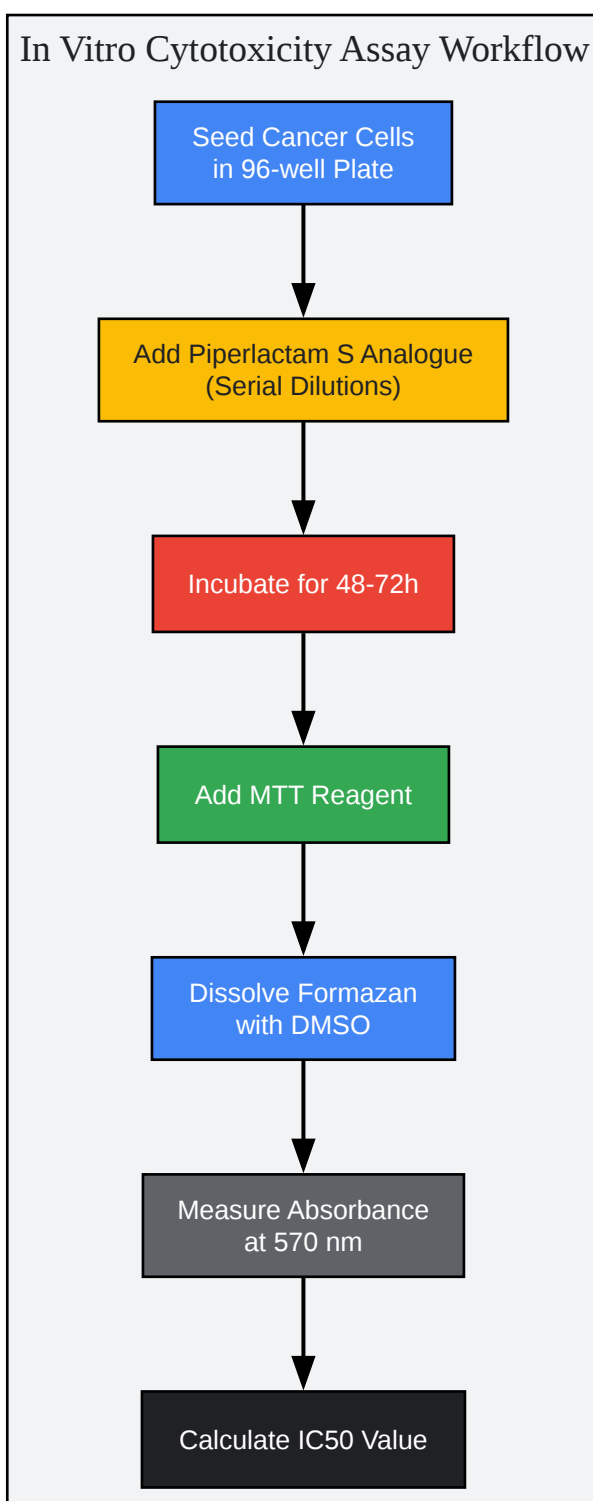 In Vitro Cytotoxicity Assay Workflow
Seed Cancer Cells
in 96-well Plate
Add Piperlactam S Analogue
(Serial Dilutions)
Incubate for 48-72h
Add MTT Reagent
Dissolve Formazan
with DMSO
Measure Absorbance
at 570 nm
Calculate IC50 Value